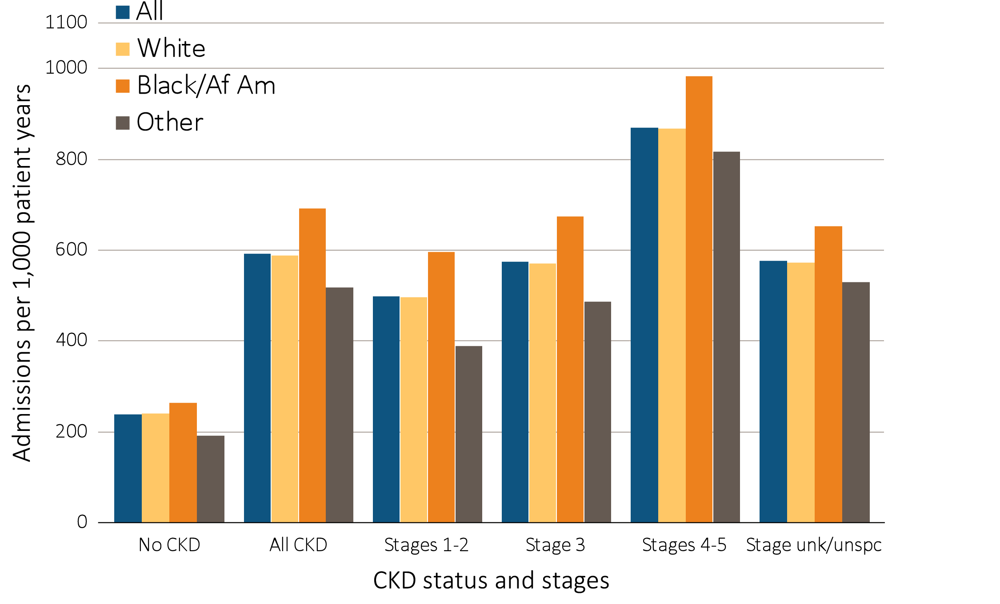 All
White
Black/Af Am
Other
1100
1000
800
600
400
200
0
Admissions per 1,000 patient years
No CKD
All CKD
Stages 1-2
Stage 3
Stages 4-5
Stage unk/unspc
CKD status and stages